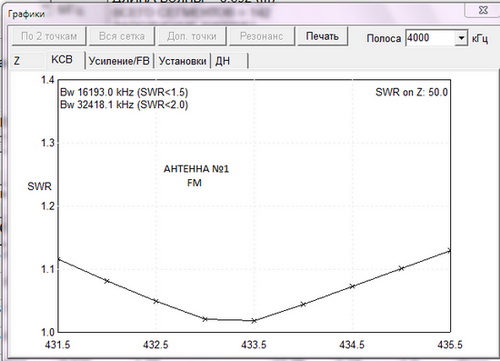 Графики
По 2 точкам Вся сетка Доп. точки Резонанс Печать Полоса 4000 кГц
Z КСВ Усиление/FB Установки ДН
Bw 16193.0 kHz (SWR<1.5) SWR on Z: 50.0
Bw 32418.1 kHz (SWR<2.0)
АНТЕННА №1
FM
SWR
1.4
1.3
1.2
1.1
1.0
431.5 432.5 433.5 434.5 435.5